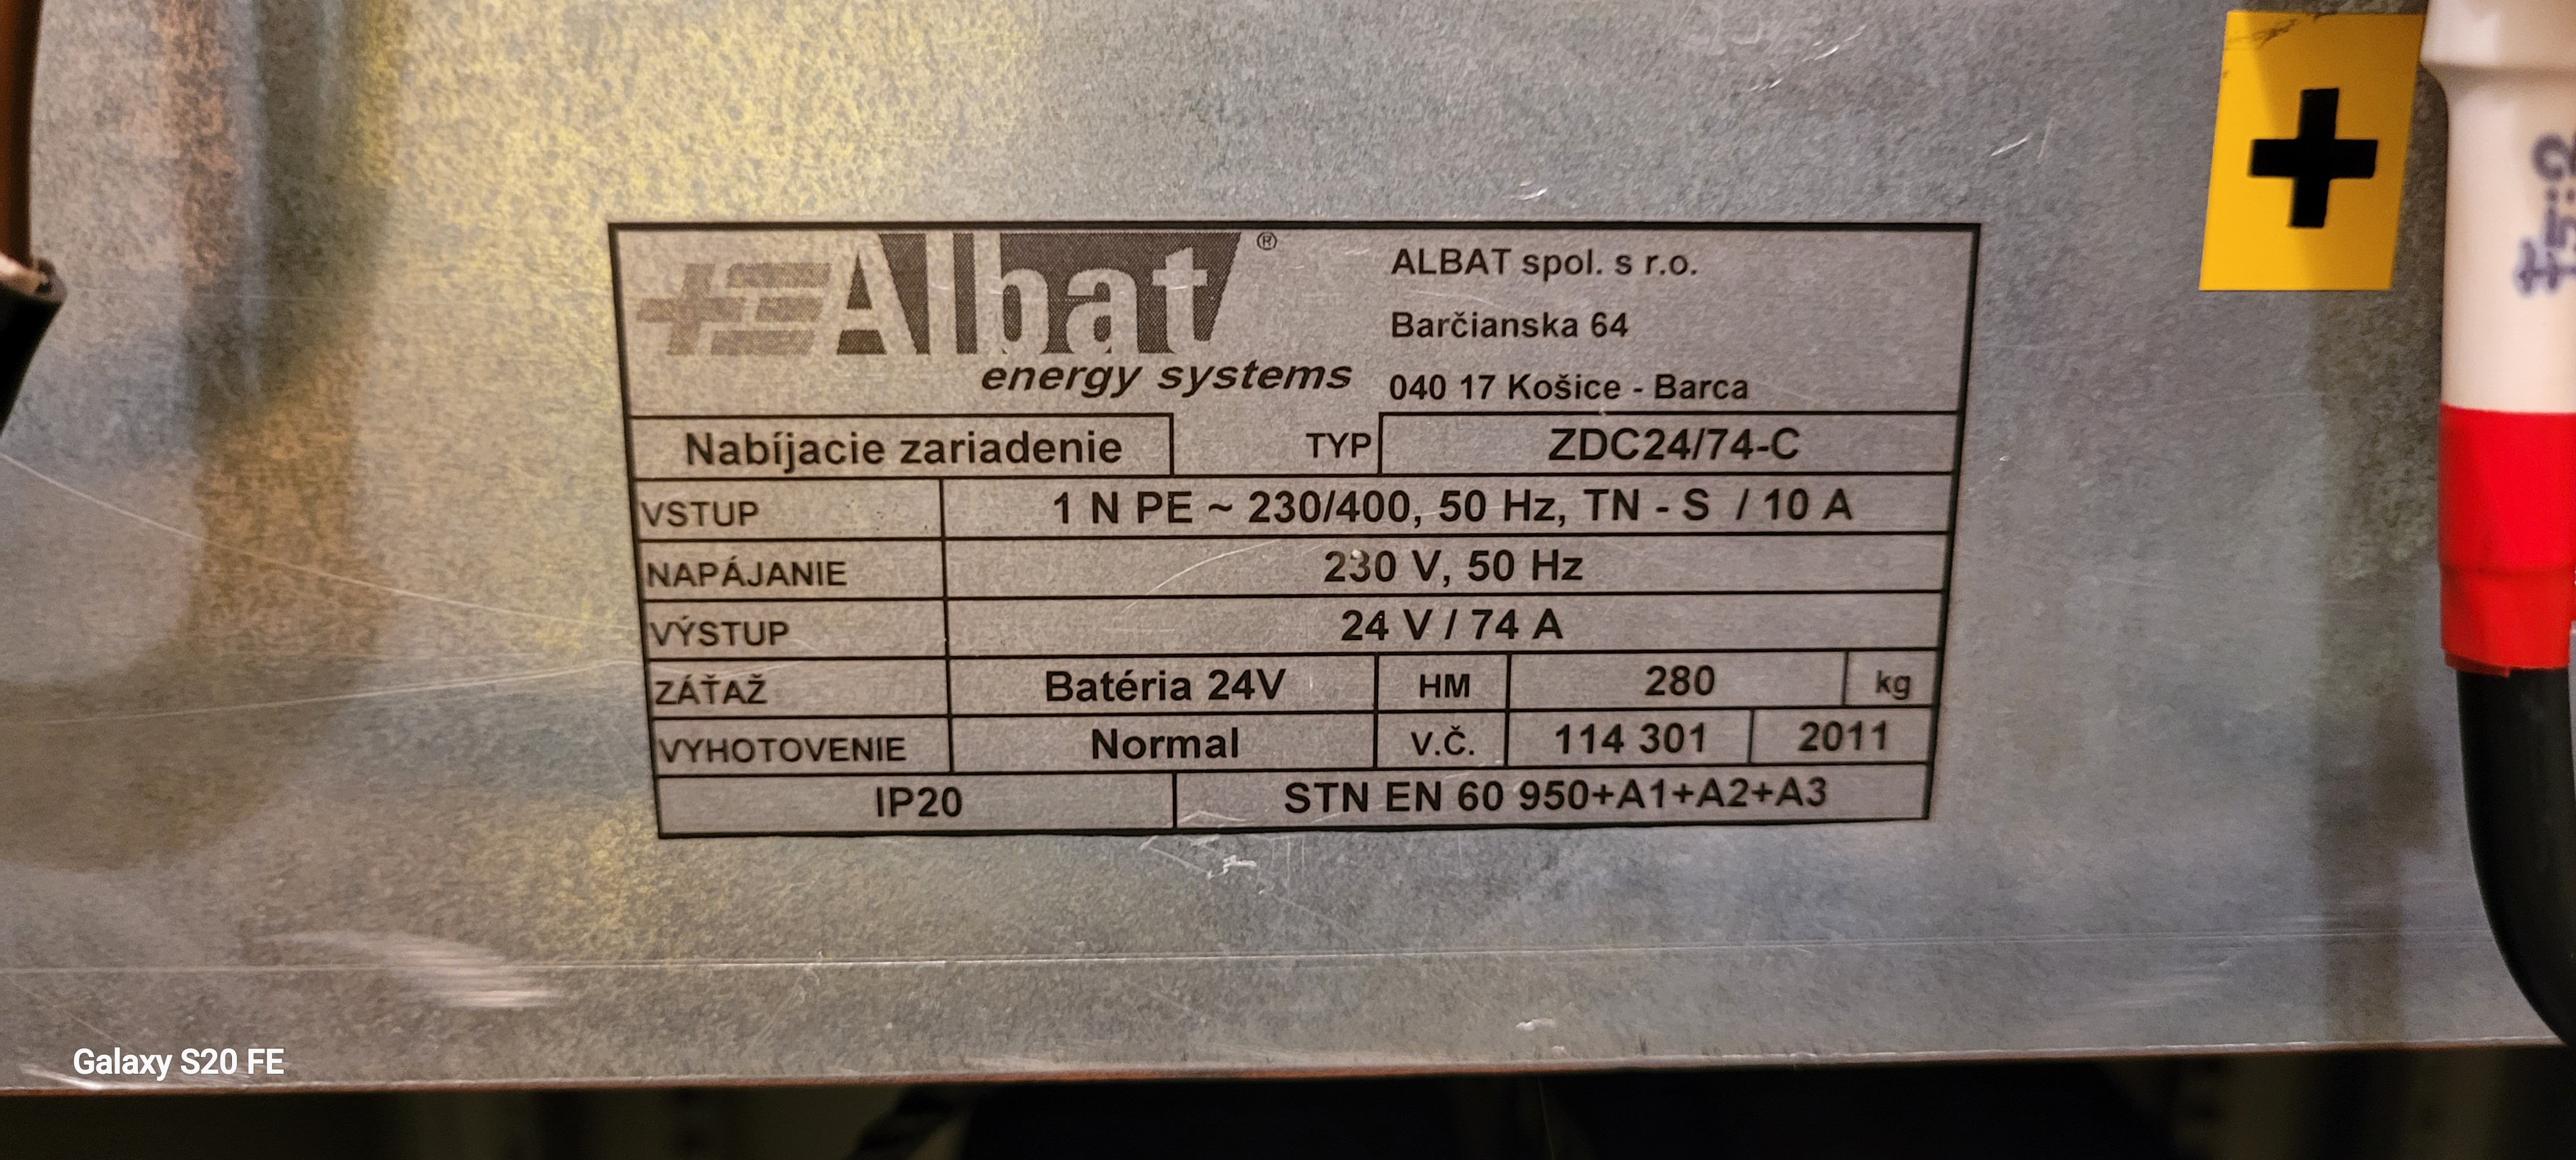 Albat ®
energy systems
ALBAT spol. s r.o.
Barčianska 64
040 17 Košice - Barca
Nabíjacie zariadenie TYP ZDC24/74-C
VSTUP 1 N PE ~ 230/400, 50 Hz, TN - S / 10 A
NAPÁJANIE 230 V, 50 Hz
VÝSTUP 24 V / 74 A
ZÁŤAŽ Batéria 24V HM 280 kg
VYHOTOVENIE Normal V.Č. 114 301 2011
IP20 STN EN 60 950+A1+A2+A3
+
Galaxy S20 FE